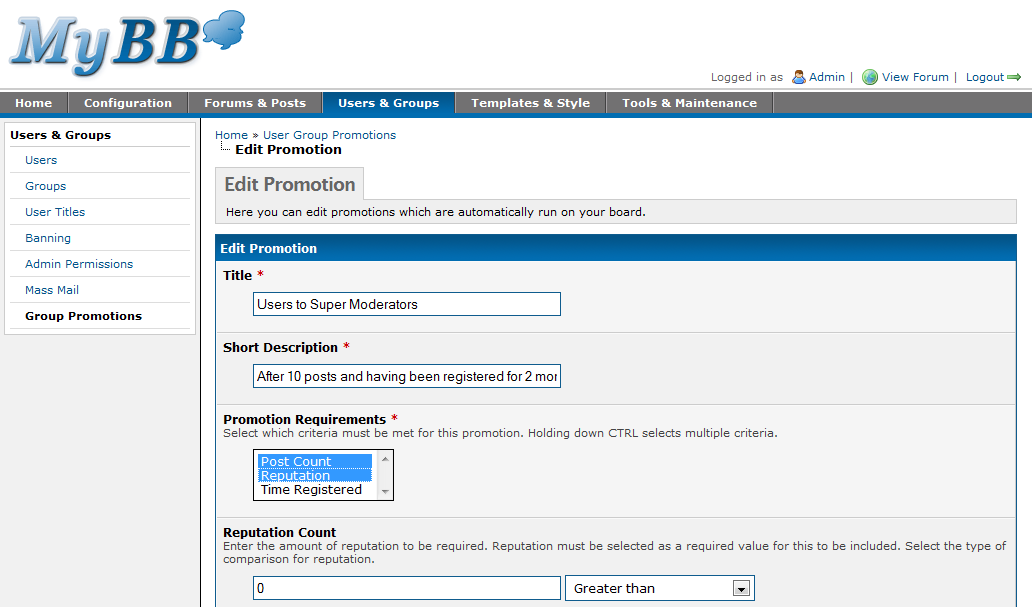 MyBB
Logged in as Admin | View Forum | Logout
Home Configuration Forums & Posts Users & Groups Templates & Style Tools & Maintenance
Users & Groups
Users
Groups
User Titles
Banning
Admin Permissions
Mass Mail
Group Promotions
Home » User Group Promotions
Edit Promotion
Edit Promotion
Here you can edit promotions which are automatically run on your board.
Edit Promotion
Title *
Users to Super Moderators
Short Description *
After 10 posts and having been registered for 2 mon
Promotion Requirements *
Select which criteria must be met for this promotion. Holding down CTRL selects multiple criteria.
Post Count
Reputation
Time Registered
Reputation Count
Enter the amount of reputation to be required. Reputation must be selected as a required value for this to be included. Select the type of
comparison for reputation.
0 Greater than